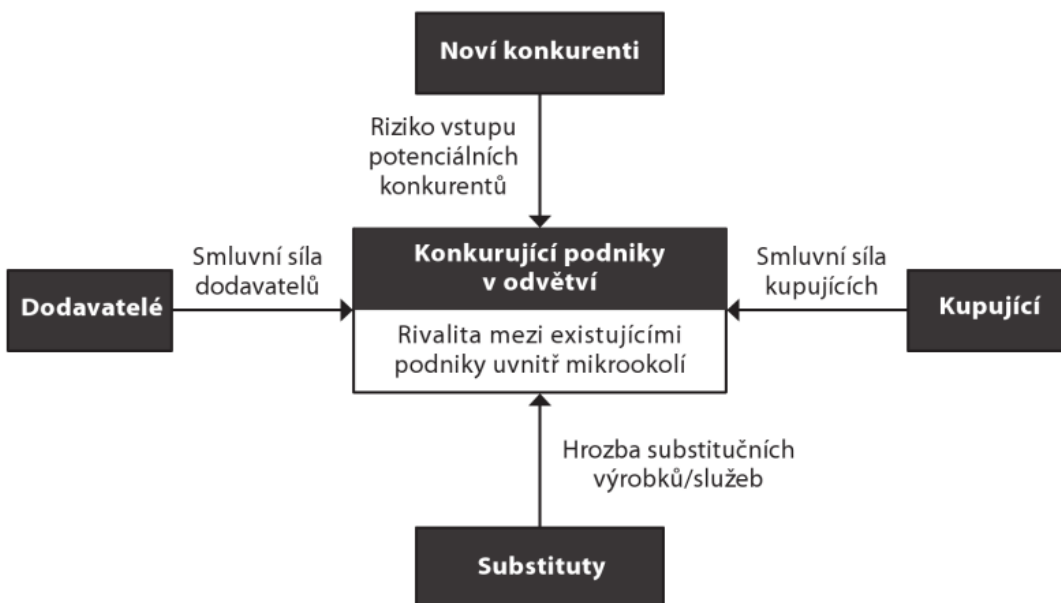 Noví konkurenti
Riziko vstupu
potenciálních
konkurentů
Smluvní síla
dodavatelů
Konkurující podniky
v odvětví
Smluvní síla
kupujících
Dodavatelé
Kupující
Rivalita mezi existujícími
podniky uvnitř mikrookolí
Hrozba substitučních
výrobků/služeb
Substituty